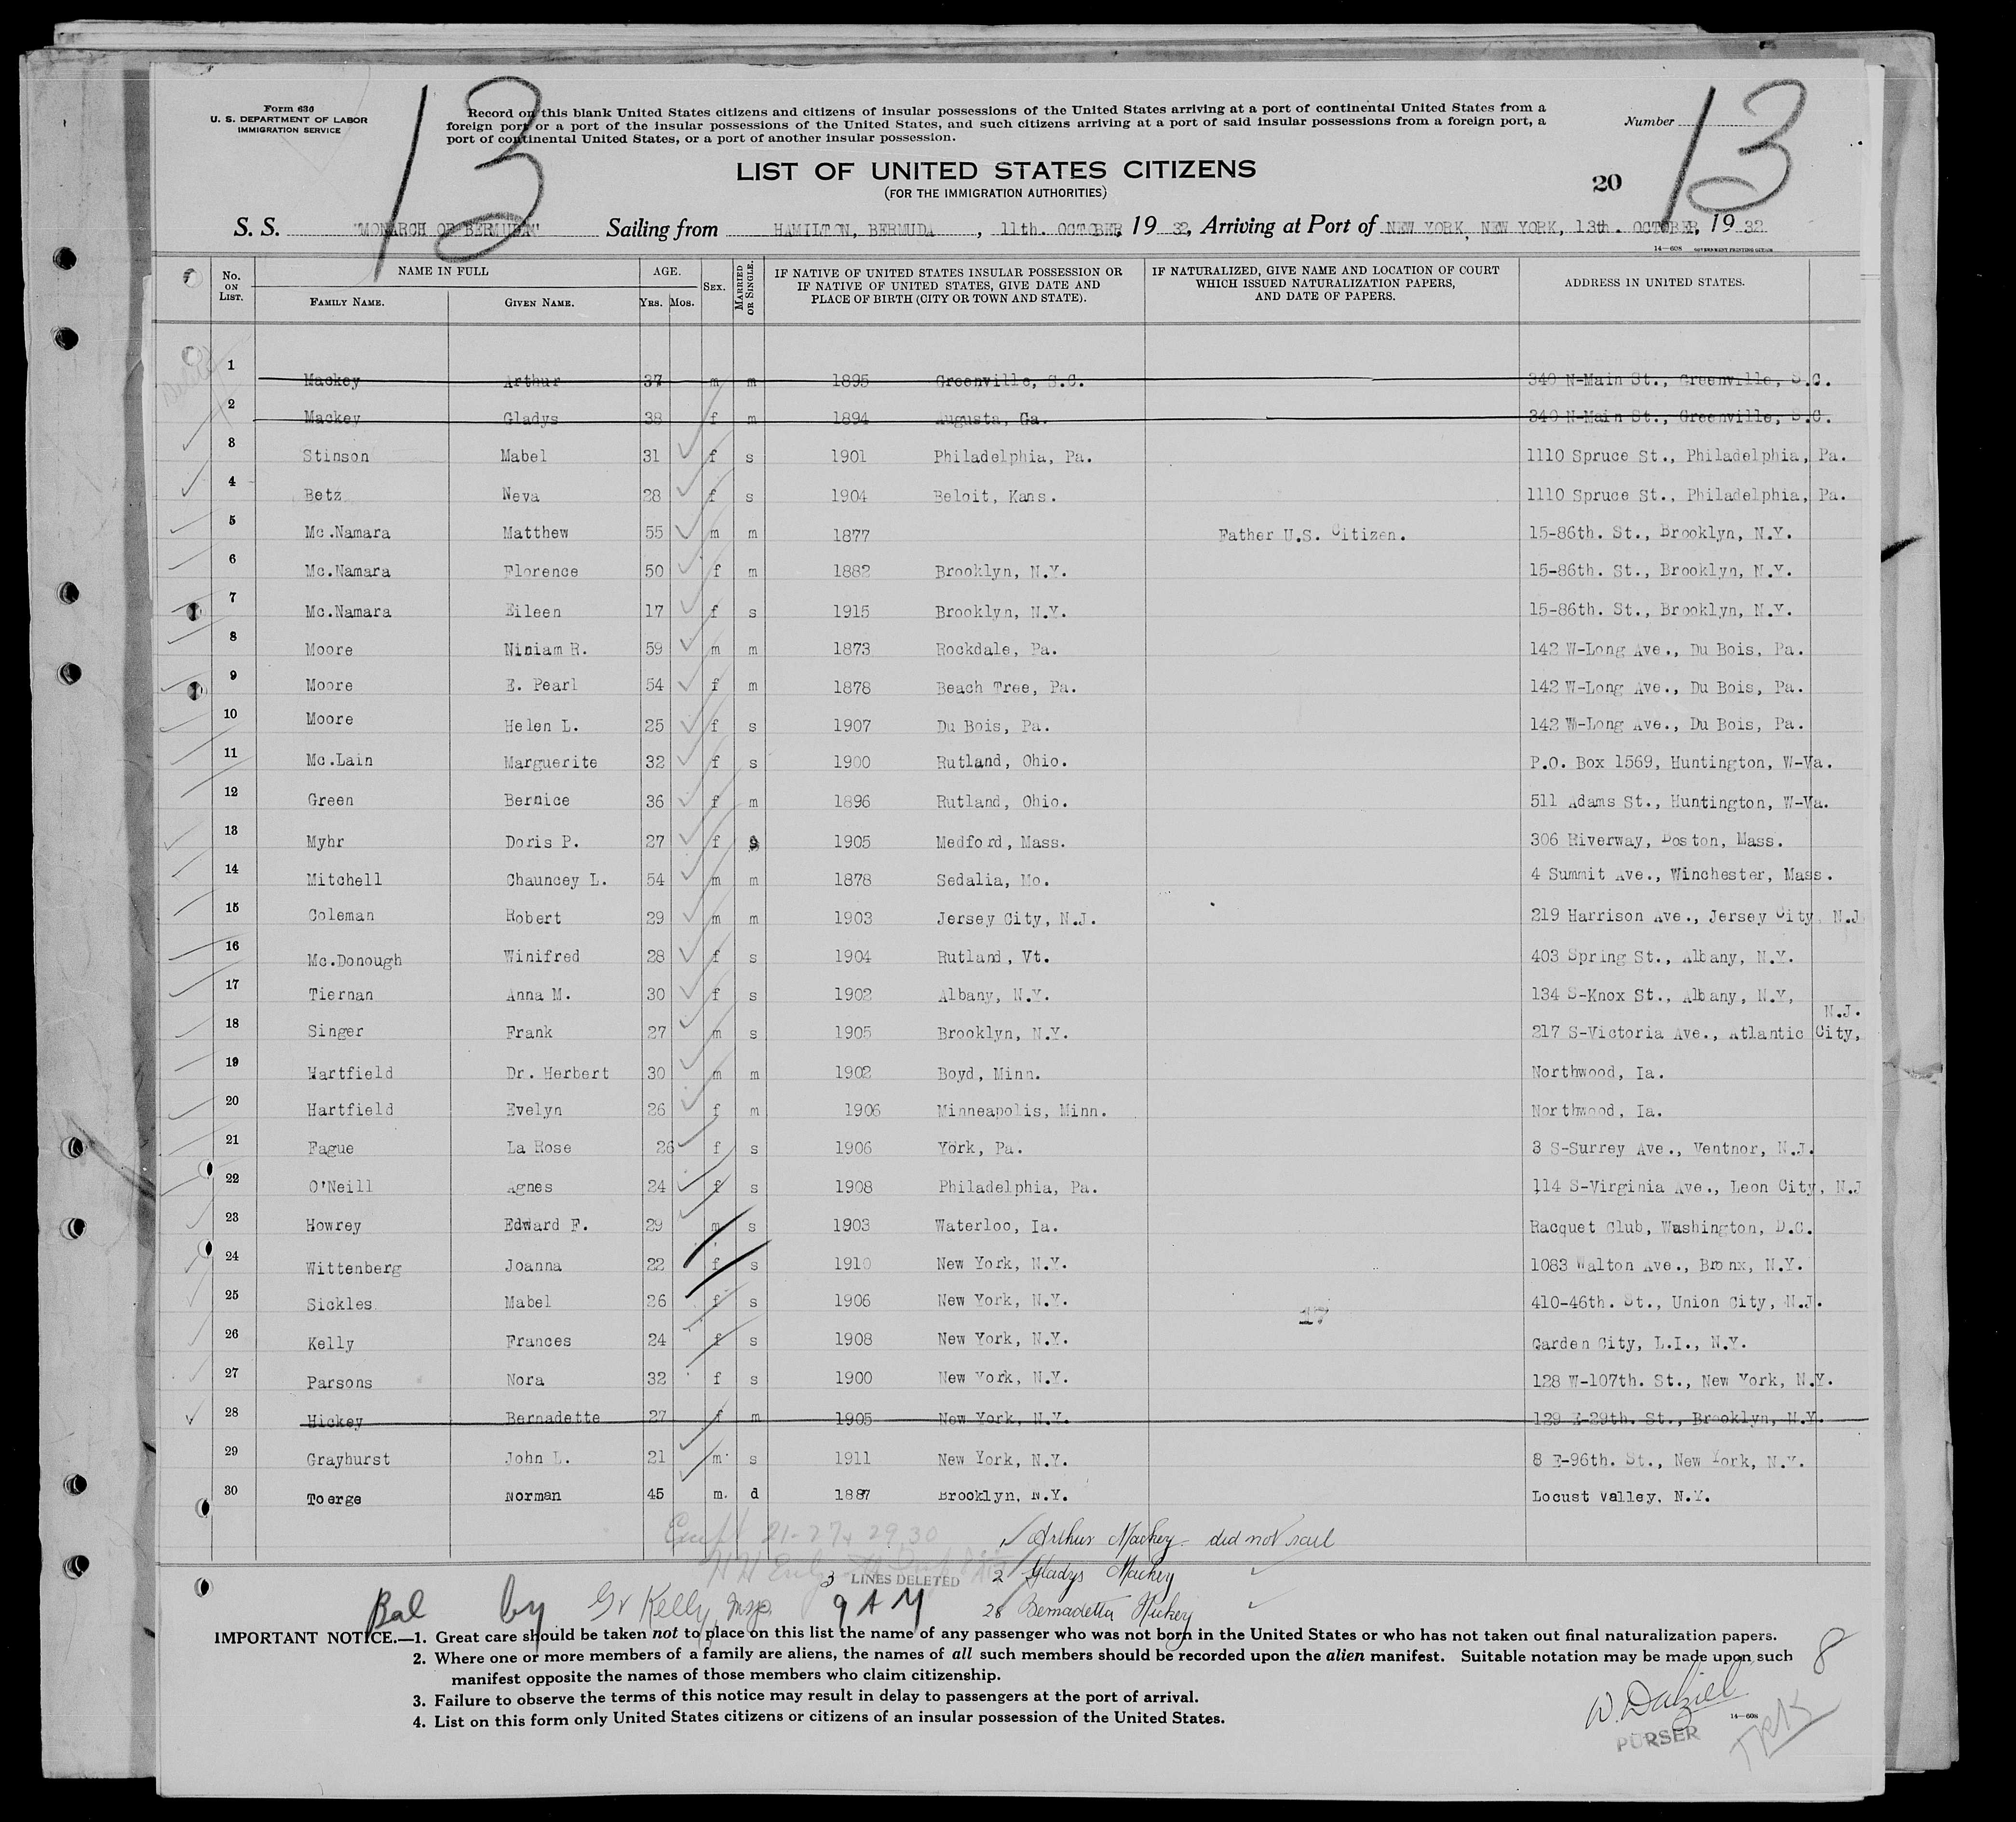 13
13
Form 630
U. S. DEPARTMENT OF LABOR
IMMIGRATION SERVICE
Record on this blank United States citizens and citizens of insular possessions of the United States arriving at a port of continental United States from a
foreign port or a port of the insular possessions of the United States, and such citizens arriving at a port of said insular possessions from a foreign port, a
port of continental United States, or a port of another insular possession.
Number
LIST OF UNITED STATES CITIZENS
(FOR THE IMMIGRATION AUTHORITIES)
20
S. S. "MONARCH OF BERMUDA" Sailing from HAMILTON, BERMUDA, 11th. OCTOBER, 1932, Arriving at Port of NEW YORK, NEW YORK, 13th. OCTOBER, 1932
14—608 GOVERNMENT PRINTING OFFICE
No. ON LIST. NAME IN FULL FAMILY NAME. GIVEN NAME. AGE. YRS. MOS. SEX. MARRIED OR SINGLE. IF NATIVE OF UNITED STATES INSULAR POSSESSION OR IF NATIVE OF UNITED STATES, GIVE DATE AND PLACE OF BIRTH (CITY OR TOWN AND STATE). IF NATURALIZED, GIVE NAME AND LOCATION OF COURT WHICH ISSUED NATURALIZATION PAPERS, AND DATE OF PAPERS. ADDRESS IN UNITED STATES.
1 Mackey Arthur 37 m m 1895 Greenville, S.C. 340 N-Main St., Greenville, S.C.
2 Mackey Gladys 38 f m 1894 Augusta, Ga. 340 N-Main St., Greenville, S.C.
3 Stinson Mabel 31 f s 1901 Philadelphia, Pa. 1110 Spruce St., Philadelphia, Pa.
4 Betz Neva 28 f s 1904 Beloit, Kans. 1110 Spruce St., Philadelphia, Pa.
5 Mc.Namara Matthew 55 m m 1877 Father U.S. Citizen. 15-86th. St., Brooklyn, N.Y.
6 Mc.Namara Florence 50 f m 1882 Brooklyn, N.Y. 15-86th. St., Brooklyn, N.Y.
7 Mc.Namara Eileen 17 f s 1915 Brooklyn, N.Y. 15-86th. St., Brooklyn, N.Y.
8 Moore Niniam R. 59 m m 1873 Rockdale, Pa. 142 W-Long Ave., Du Bois, Pa.
9 Moore E. Pearl 54 f m 1878 Beach Tree, Pa. 142 W-Long Ave., Du Bois, Pa.
10 Moore Helen L. 25 f s 1907 Du Bois, Pa. 142 W-Long Ave., Du Bois, Pa.
11 Mc.Lain Marguerite 32 f s 1900 Rutland, Ohio. P.O. Box 1569, Huntington, W-Va.
12 Green Bernice 36 f m 1896 Rutland, Ohio. 511 Adams St., Huntington, W-Va.
13 Myhr Doris P. 27 f s 1905 Medford, Mass. 306 Riverway, Boston, Mass.
14 Mitchell Chauncey L. 54 m m 1878 Sedalia, Mo. 4 Summit Ave., Winchester, Mass.
15 Coleman Robert 29 m m 1903 Jersey City, N.J. 219 Harrison Ave., Jersey City, N.J
16 Mc.Donough Winifred 28 f s 1904 Rutland, Vt. 403 Spring St., Albany, N.Y.
17 Tiernan Anna M. 30 f s 1902 Albany, N.Y. 134 S-Knox St., Albany, N.Y,
N.J.
18 Singer Frank 27 m s 1905 Brooklyn, N.Y. 217 S-Victoria Ave., Atlantic City,
19 Hartfield Dr. Herbert 30 m m 1902 Boyd, Minn. Northwood, Ia.
20 Hartfield Evelyn 26 f m 1906 Minneapolis, Minn. Northwood, Ia.
21 Fague La Rose 26 f s 1906 York, Pa. 3 S-Surrey Ave., Ventnor, N.J.
22 O'Neill Agnes 24 f s 1908 Philadelphia, Pa. 114 S-Virginia Ave., Leon City, N.J
23 Howrey Edward F. 29 m s 1903 Waterloo, Ia. Racquet Club, Washington, D.C.
24 Wittenberg Joanna 22 f s 1910 New York, N.Y. 1083 Walton Ave., Bronx, N.Y.
25 Sickles Mabel 26 f s 1906 New York, N.Y. 410-46th. St., Union City, N.J.
17
26 Kelly Frances 24 f s 1908 New York, N.Y. Garden City, L.I., N.Y.
27 Parsons Nora 32 f s 1900 New York, N.Y. 128 W-107th. St., New York, N.Y.
28 Hickey Bernadette 27 f m 1905 New York, N.Y. 129 E-29th. St., Brooklyn, N.Y.
29 Grayhurst John L. 21 m s 1911 New York, N.Y. 8 E-96th. St., New York, N.Y.
30 Toerge Norman 45 m. d 1887 Brooklyn, N.Y. Locust Valley, N.Y.
21-27 29.30
Arthur Mackey - did not sail
3 LINES DELETED 2 Gladys Mackey
Bal by Gr Kelly Insp. 9 AM 28 Bernadetta Hickey
IMPORTANT NOTICE.—1. Great care should be taken not to place on this list the name of any passenger who was not born in the United States or who has not taken out final naturalization papers.
2. Where one or more members of a family are aliens, the names of all such members should be recorded upon the alien manifest. Suitable notation may be made upon such
manifest opposite the names of those members who claim citizenship.
3. Failure to observe the terms of this notice may result in delay to passengers at the port of arrival.
4. List on this form only United States citizens or citizens of an insular possession of the United States.
8
W. Dalziel
14—608
PURSER